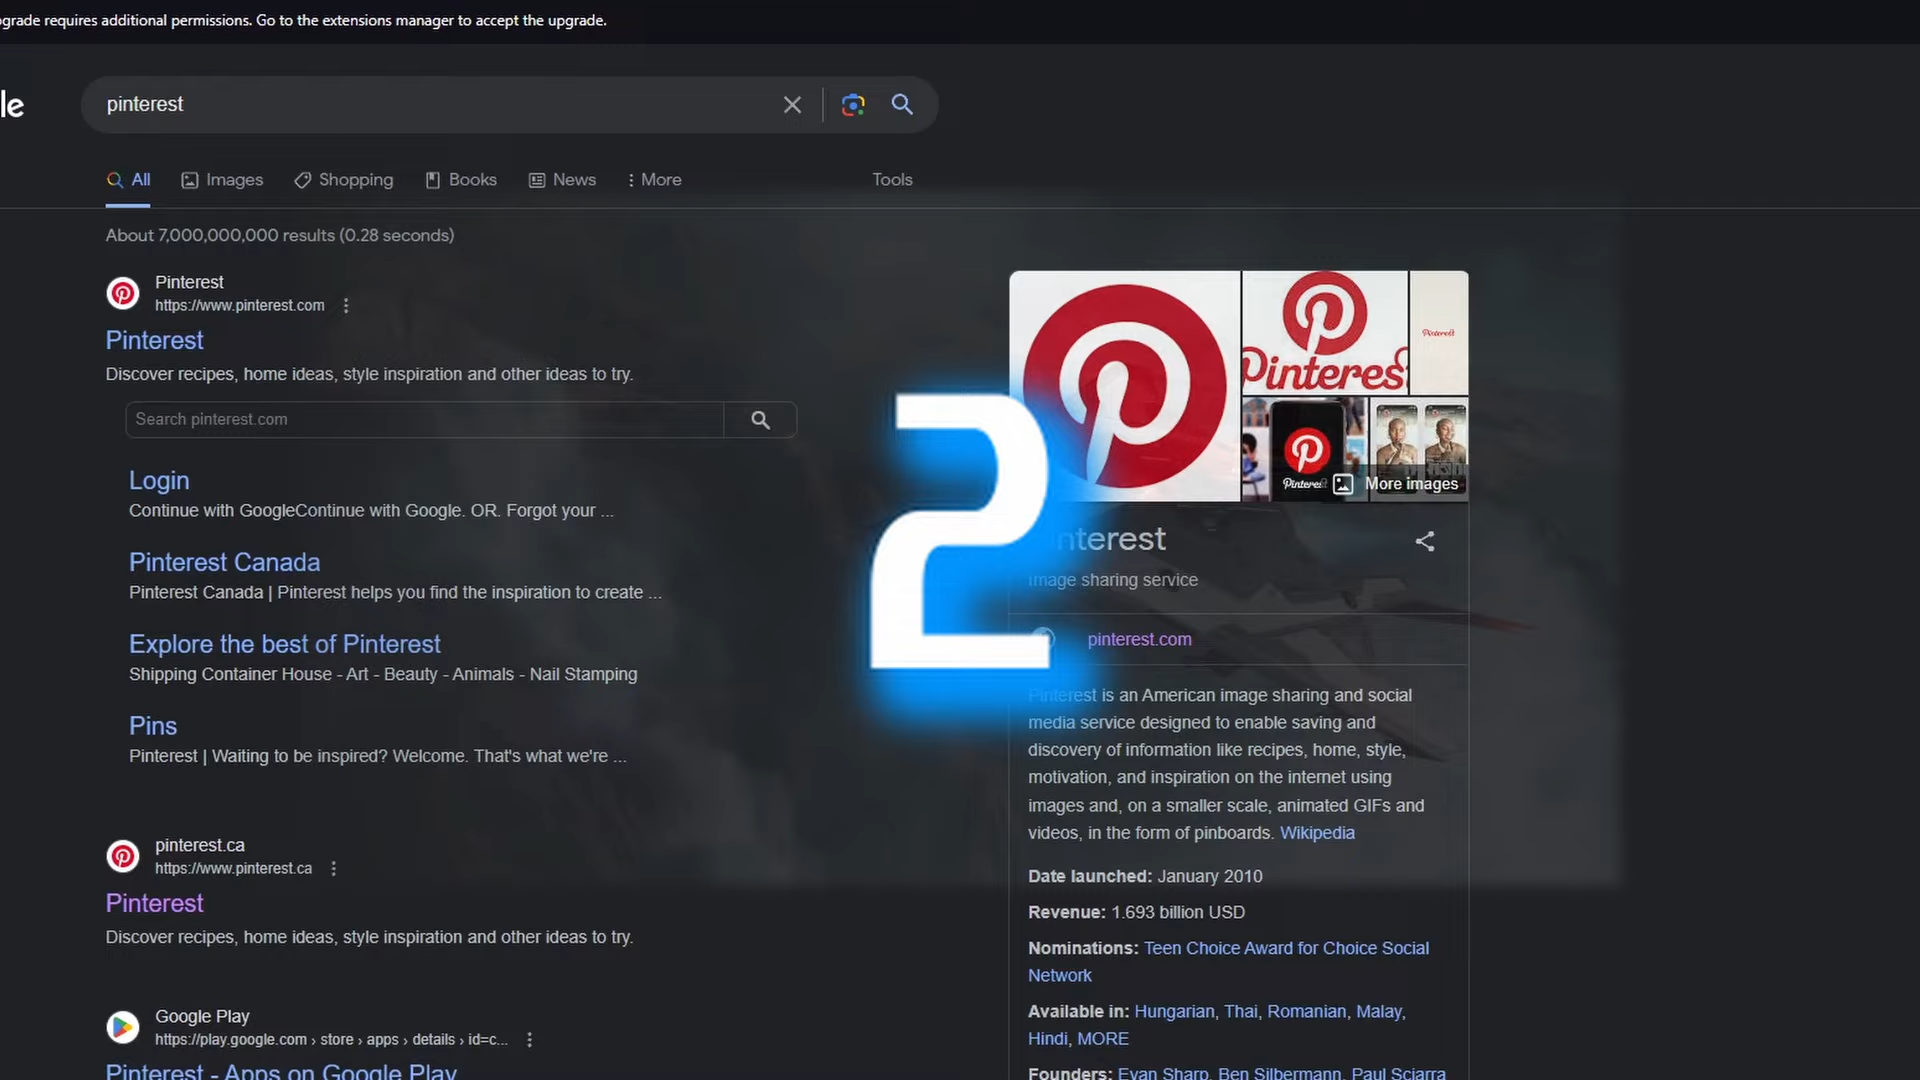 pgrade requires additional permissions. Go to the extensions manager to accept the upgrade.
le
pinterest
All
Images
Shopping
Books
News
More
Tools
About 7,000,000,000 results (0.28 seconds)
Pinterest
https://www.pinterest.com
Pinterest
Discover recipes, home ideas, style inspiration and other ideas to try.
Search pinterest.com
Login
Continue with GoogleContinue with Google. OR. Forgot your ...
Pinterest Canada
Pinterest Canada | Pinterest helps you find the inspiration to create ...
Explore the best of Pinterest
Shipping Container House - Art - Beauty - Animals - Nail Stamping
Pins
Pinterest | Waiting to be inspired? Welcome. That's what we're ...
pinterest.ca
https://www.pinterest.ca
Pinterest
Discover recipes, home ideas, style inspiration and other ideas to try.
Google Play
https://play.google.com › store › apps › details › id=c...
Pinterest - Apps on Google Play
2
Pinterest
Pinterest
Pinterest
More images
nterest
Image sharing service
pinterest.com
Pinterest is an American image sharing and social
media service designed to enable saving and
discovery of information like recipes, home, style,
motivation, and inspiration on the internet using
images and, on a smaller scale, animated GIFs and
videos, in the form of pinboards. Wikipedia
Date launched: January 2010
Revenue: 1.693 billion USD
Nominations: Teen Choice Award for Choice Social
Network
Available in: Hungarian, Thai, Romanian, Malay,
Hindi, MORE
Founders: Evan Sharp, Ben Silbermann, Paul Sciarra